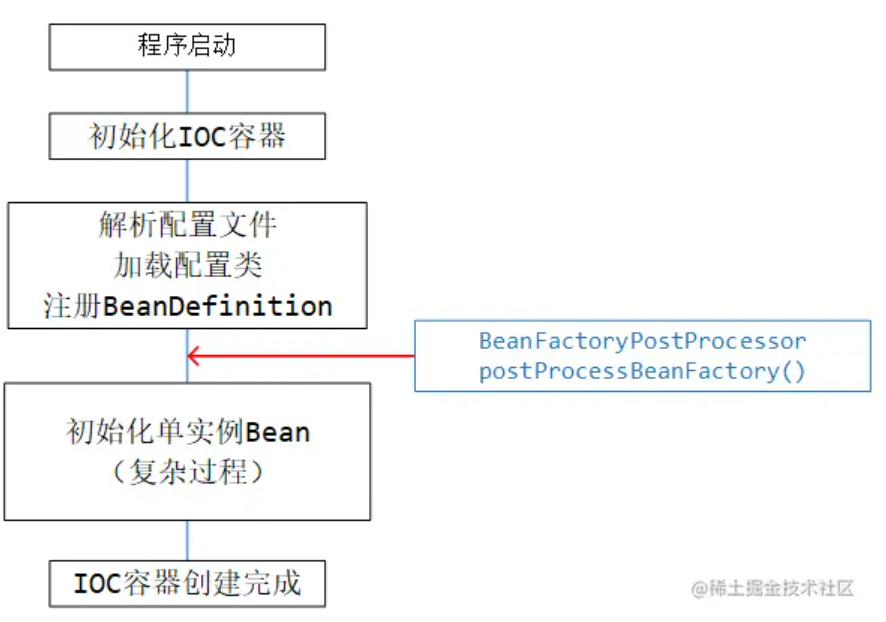 程序启动
初始化IOC容器
解析配置文件
加载配置类
注册BeanDefinition
BeanFactoryPostProcessor
postProcessBeanFactory()
初始化单实例Bean
（复杂过程）
IOC容器创建完成
@稀土掘金技术社区